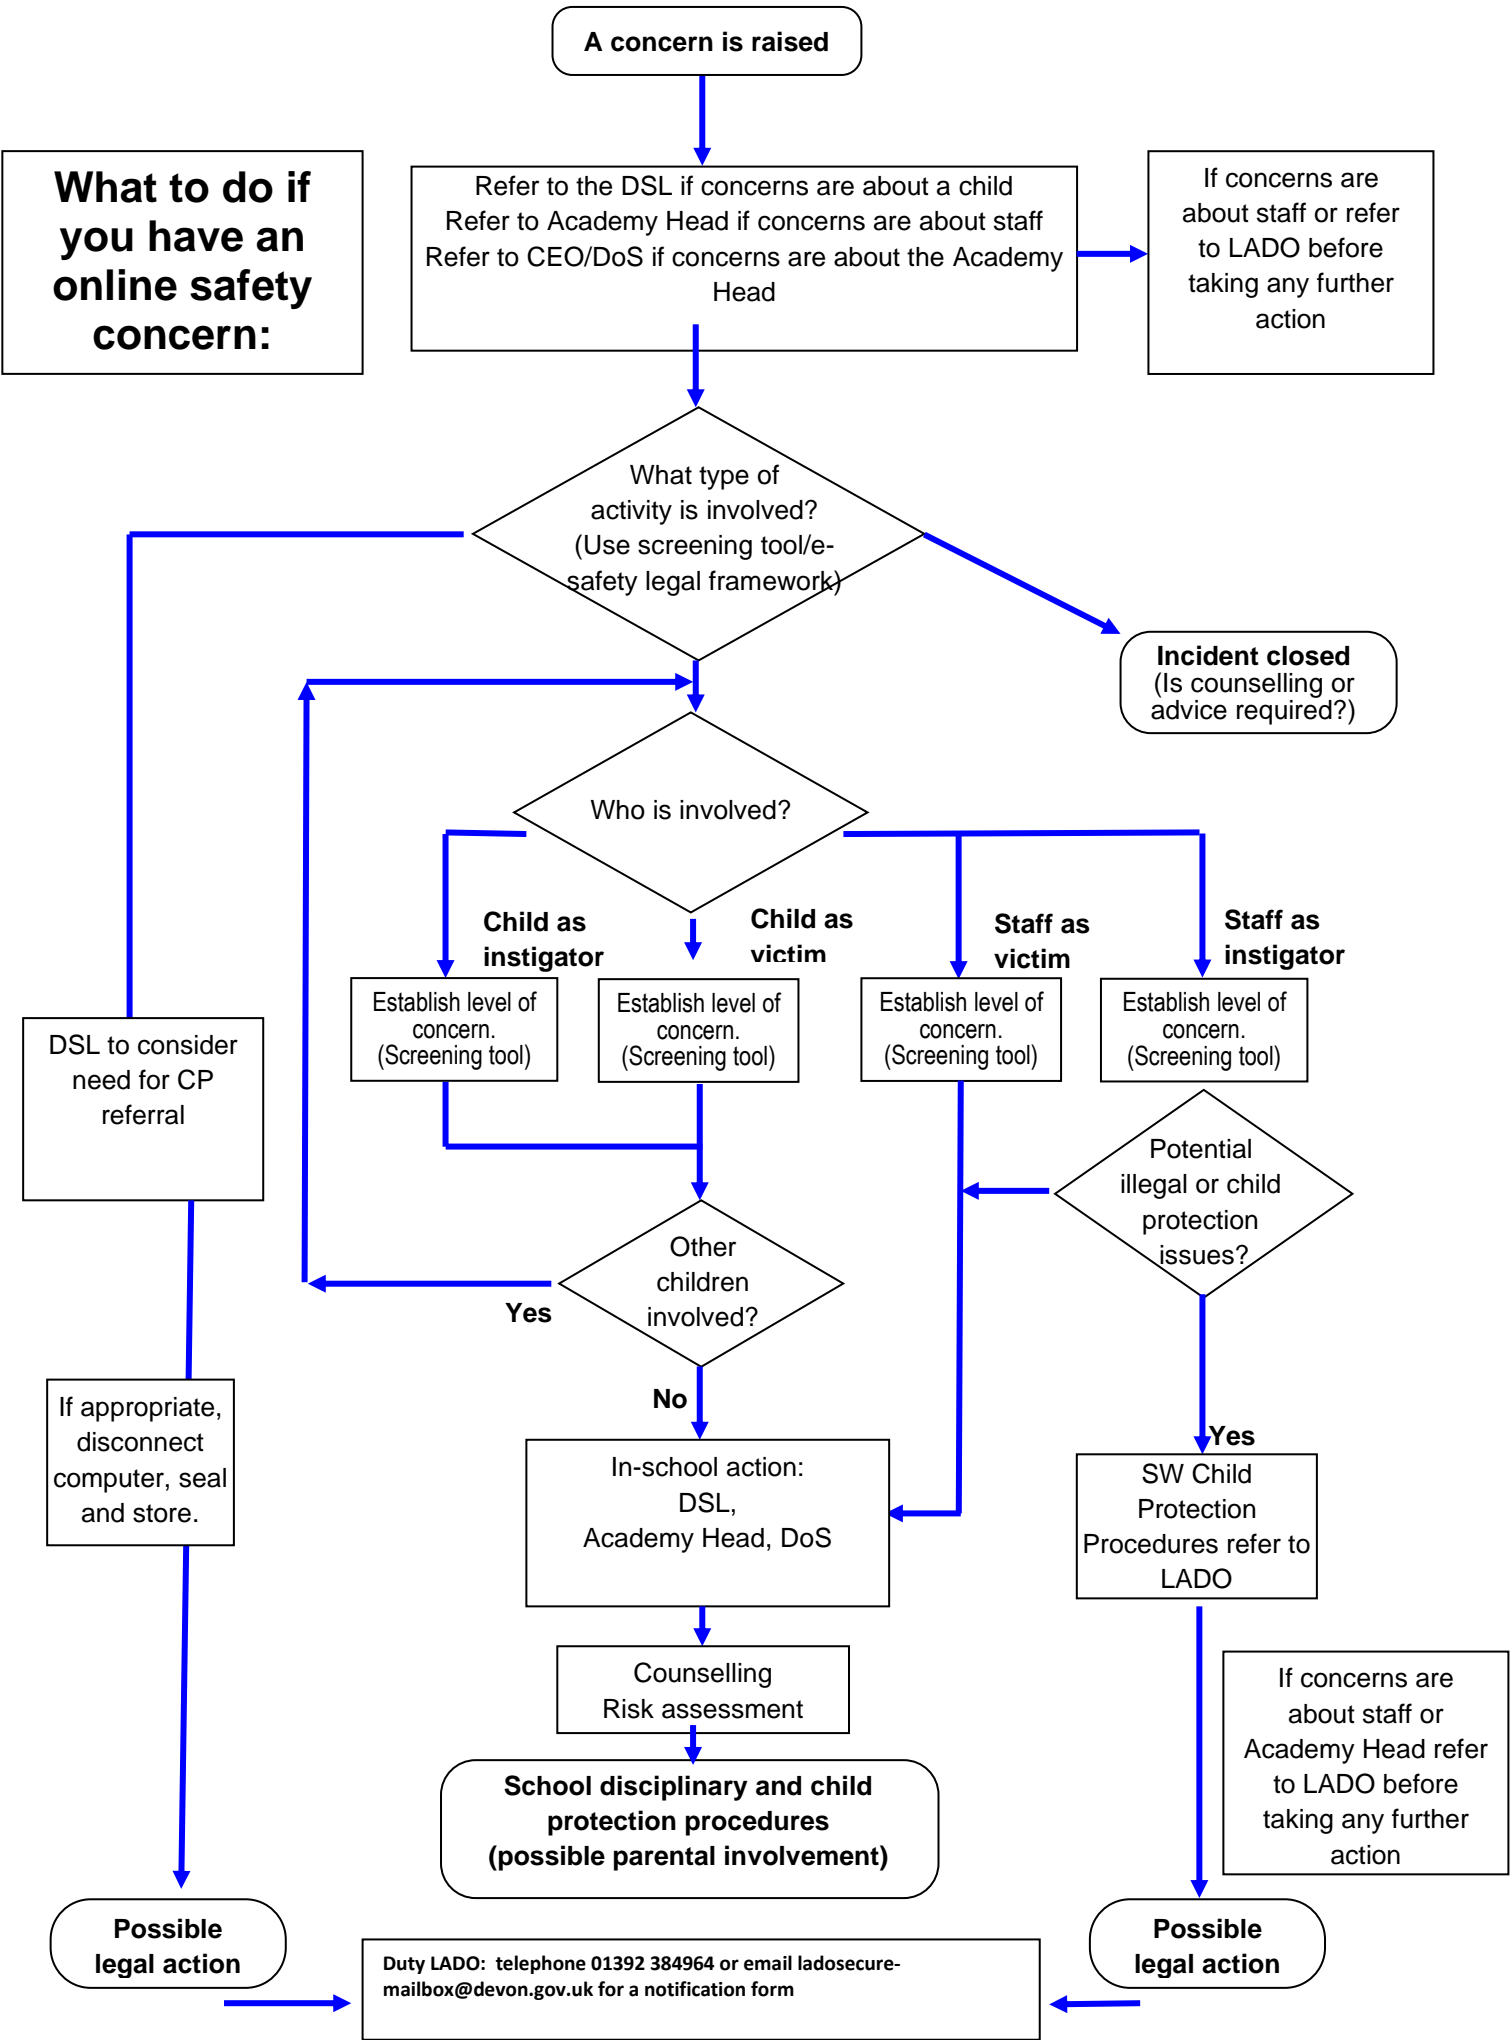 A concern is raised
What to do if
you have an
online safety
concern:
Refer to the DSL if concerns are about a child
Refer to Academy Head if concerns are about staff
Refer to CEO/DoS if concerns are about the Academy
Head
If concerns are
about staff or refer
to LADO before
taking any further
action
What type of
activity is involved?
(Use screening tool/e-
safety legal framework)
Incident closed
(Is counselling or
advice required?)
Who is involved?
Child as
instigator
Child as
victim
Staff as
victim
Staff as
instigator
Establish level of
concern.
(Screening tool)
Establish level of
concern.
(Screening tool)
Establish level of
concern.
(Screening tool)
Establish level of
concern.
(Screening tool)
DSL to consider
need for CP
referral
Potential
illegal or child
protection
issues?
Other
children
involved?
Yes
No
If appropriate,
disconnect
computer, seal
and store.
In-school action:
DSL,
Academy Head, DoS
Yes
SW Child
Protection
Procedures refer to
LADO
Counselling
Risk assessment
If concerns are
about staff or
Academy Head refer
to LADO before
taking any further
action
School disciplinary and child
protection procedures
(possible parental involvement)
Possible
legal action
Possible
legal action
Duty LADO:  telephone 01392 384964 or email ladosecure-
mailbox@devon.gov.uk for a notification form